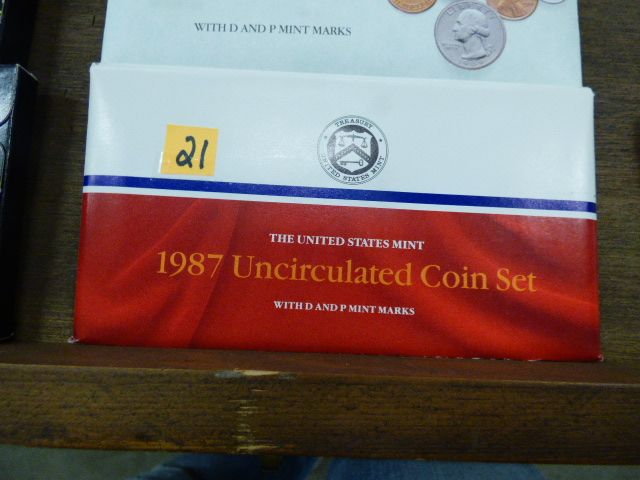 WITH D AND P MINT MARKS
21
TREASURY
UNITED STATES MINT
THE UNITED STATES MINT
1987 Uncirculated Coin Set
WITH D AND P MINT MARKS